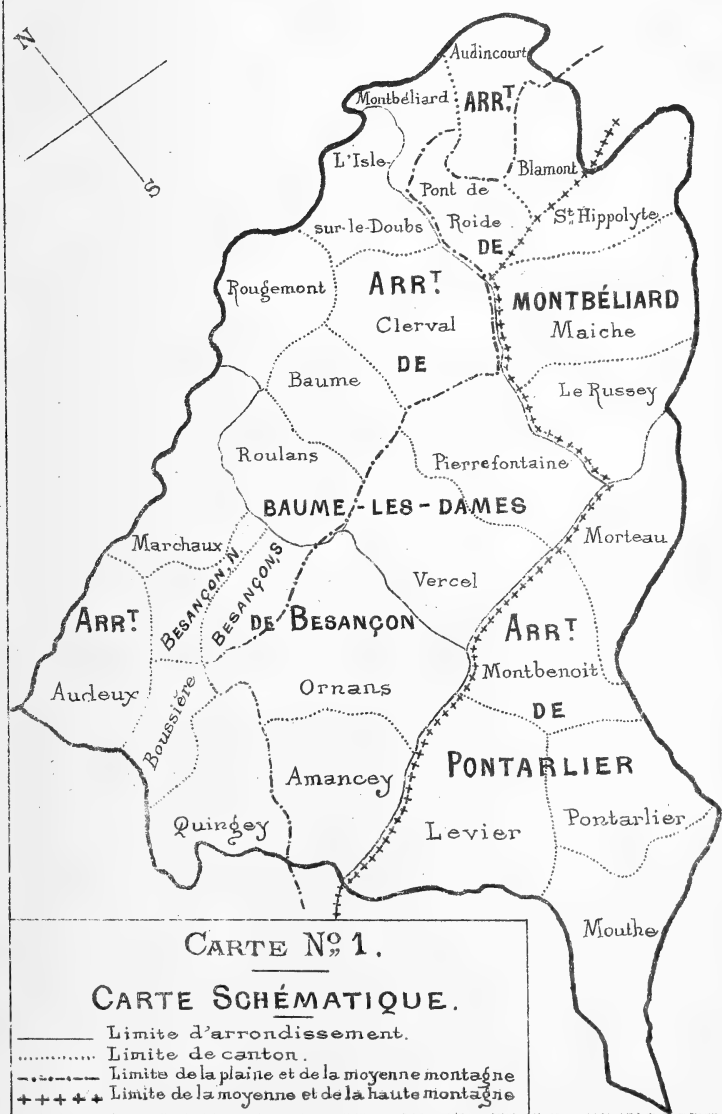 N
S
Audincourt
Montbéliard
ARRT.
L'Isle
sur-le-Doubs
Pont de
Roide
Blamont
DE
St Hippolyte
Rougemont
ARRT.
Clerval
DE
MONTBÉLIARD
Maiche
Baume
Le Russey
Roulans
Pierrefontaine
BAUME-LES-DAMES
Marchaux
BESANÇON, N.
BESANÇON S
Morteau
Vercel
ARRT.
DE BESANÇON
ARRT.
Montbenoit
DE
Audeux
Boussière
Ornans
PONTARLIER
Amancey
Quingey
Levier
Pontarlier
Mouthe
CARTE No 1.
CARTE SCHÉMATIQUE.
Limite d'arrondissement.
Limite de canton.
Limite de la plaine et de la moyenne montagne
Limite de la moyenne et de la haute montagne